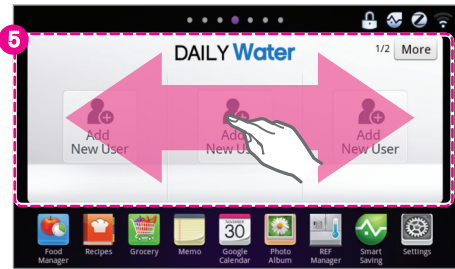 5
DAILY Water
1/2 More
Add
New User
Add
New User
Add
New User
Food
Manager
Recipes
Grocery
Memo
NOVEMBER
30
Google
Calendar
Photo
Album
REF
Manager
Smart
Saving
Settings